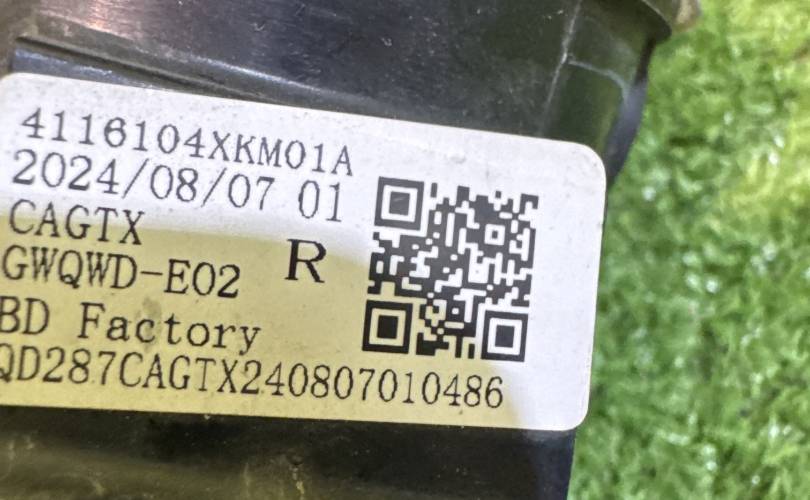 4116104XKM01A
2024/08/07 01
CAGTX
GWQWD-E02 R
BD Factory
QD287CAGTX240807010486